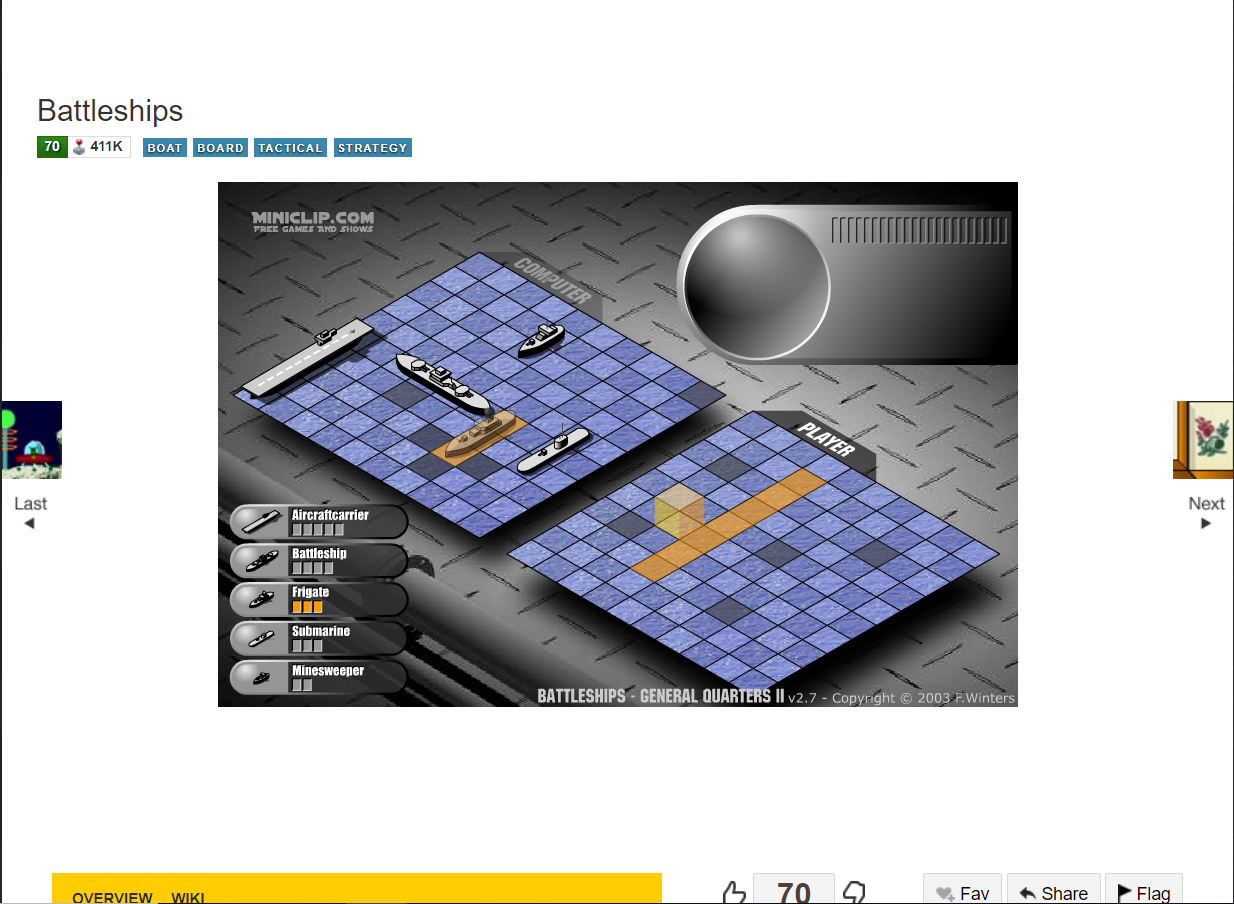 Battleships
70 411K BOAT BOARD TACTICAL STRATEGY
MINICLIP.COM
FREE GAMES AND SHOWS
COMPUTER
PLAYER
Last
Next
Aircraftcarrier
Battleship
Frigate
Submarine
Minesweeper
BATTLESHIPS - GENERAL QUARTERS II v2.7 - Copyright © 2003 F.Winters
OVERVIEW WIKI 70 Fav Share Flag